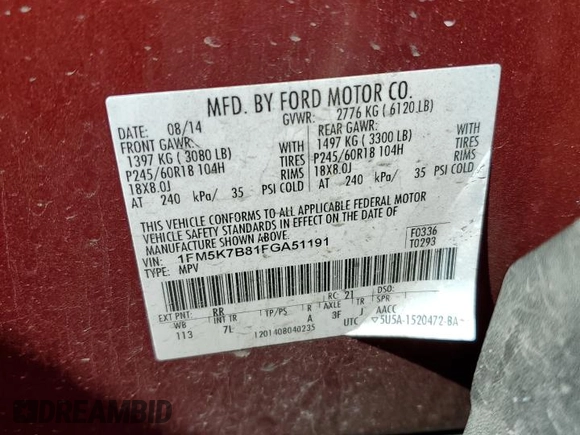 MFD. BY FORD MOTOR CO.
DATE: 08/14 GVWR: 2776 KG ( 6120 LB)
FRONT GAWR: REAR GAWR:
1397 KG ( 3080 LB) WITH 1497 KG ( 3300 LB) WITH
P245/60R18 104H TIRES P245/60R18 104H TIRES
18X8.0J RIMS 18X8.0J RIMS
AT 240 kPa/ 35 PSI COLD AT 240 kPa/ 35 PSI COLD
THIS VEHICLE CONFORMS TO ALL APPLICABLE FEDERAL MOTOR
VEHICLE SAFETY STANDARDS IN EFFECT ON THE DATE OF
MANUFACTURE SHOWN ABOVE.
VIN: 1FM5K7B81FGA51191 F0336
TYPE: MPV T0293
EXT PNT: RR RC: 21 DSO:
WB INT TR TP/PS R AXLE TR SPR
113 7L A 3F J AACC
1201408040235 UTC 5U5A-1520472-BA
DREAMBID